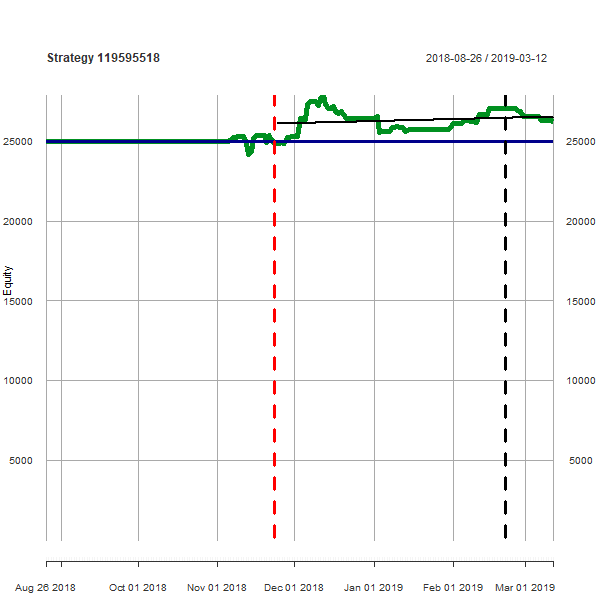 Strategy 119595518
2018-08-26 / 2019-03-12
25000 25000
20000 20000
Equity
15000 15000
10000 10000
5000 5000
Aug 26 2018 Oct 01 2018 Nov 01 2018 Dec 01 2018 Jan 01 2019 Feb 01 2019 Mar 01 2019